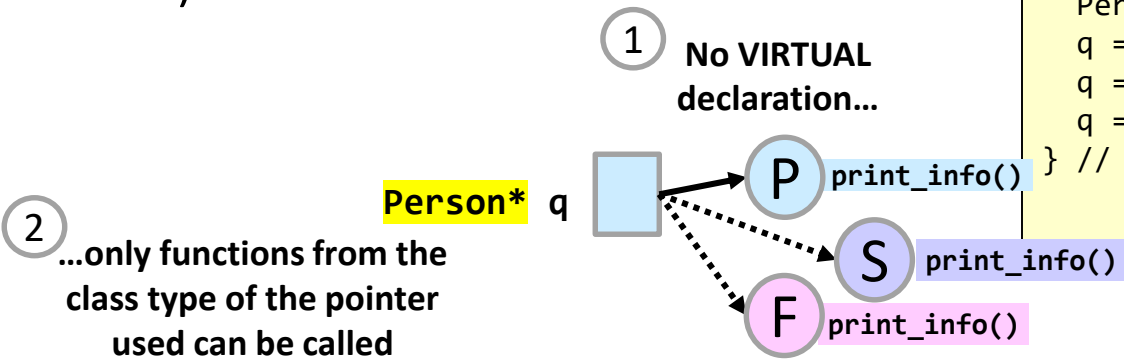 q =
q =
q =
} //
1
No VIRTUAL
declaration…
P print_info()
Person* q
2
…only functions from the
class type of the pointer
used can be called
S print_info()
F print_info()